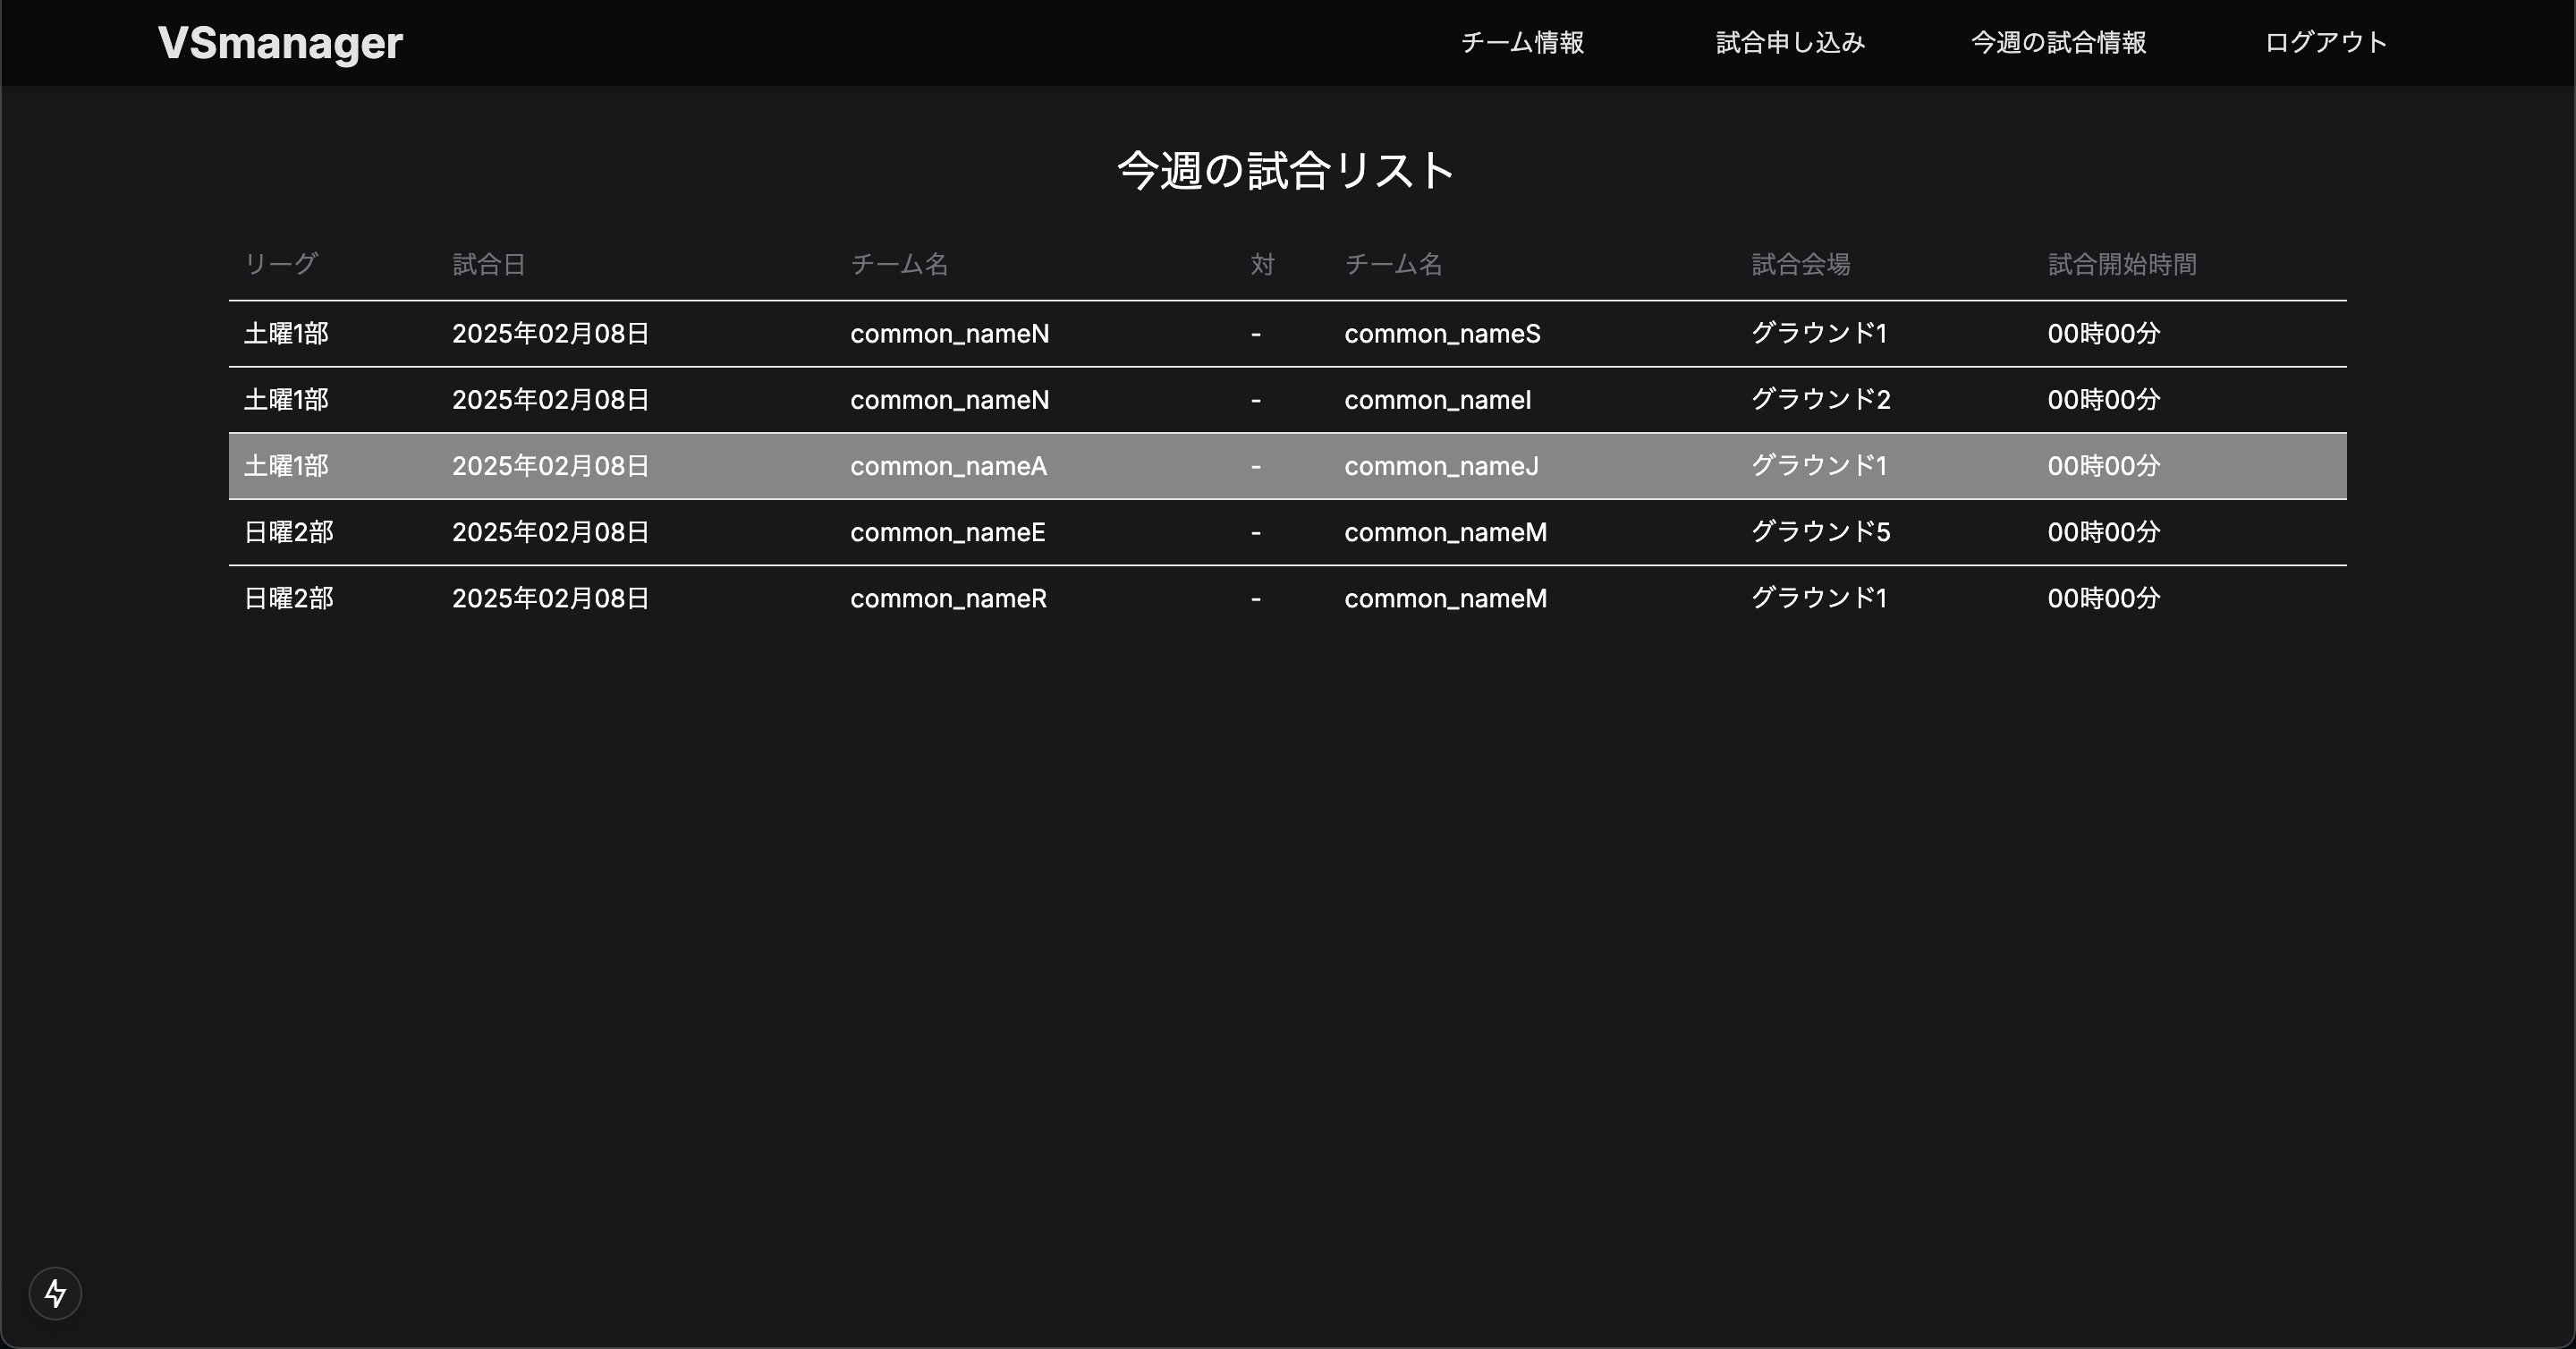 VSmanager チーム情報 試合申し込み 今週の試合情報 ログアウト
今週の試合リスト
リーグ 試合日 チーム名 対 チーム名 試合会場 試合開始時間
土曜1部 2025年02月08日 common_nameN - common_nameS グラウンド1 00時00分
土曜1部 2025年02月08日 common_nameN - common_nameI グラウンド2 00時00分
土曜1部 2025年02月08日 common_nameA - common_nameJ グラウンド1 00時00分
日曜2部 2025年02月08日 common_nameE - common_nameM グラウンド5 00時00分
日曜2部 2025年02月08日 common_nameR - common_nameM グラウンド1 00時00分